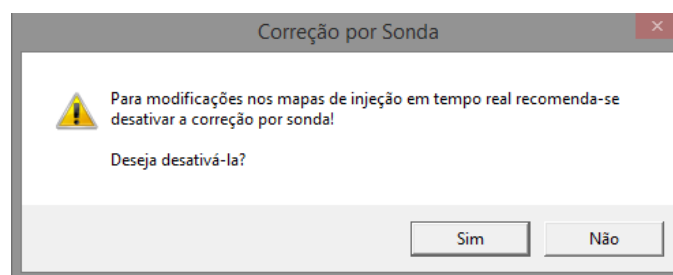 Correção por Sonda
Para modificações nos mapas de injeção em tempo real recomenda-se
desativar a correção por sonda!
Deseja desativá-la?
Sim
Não